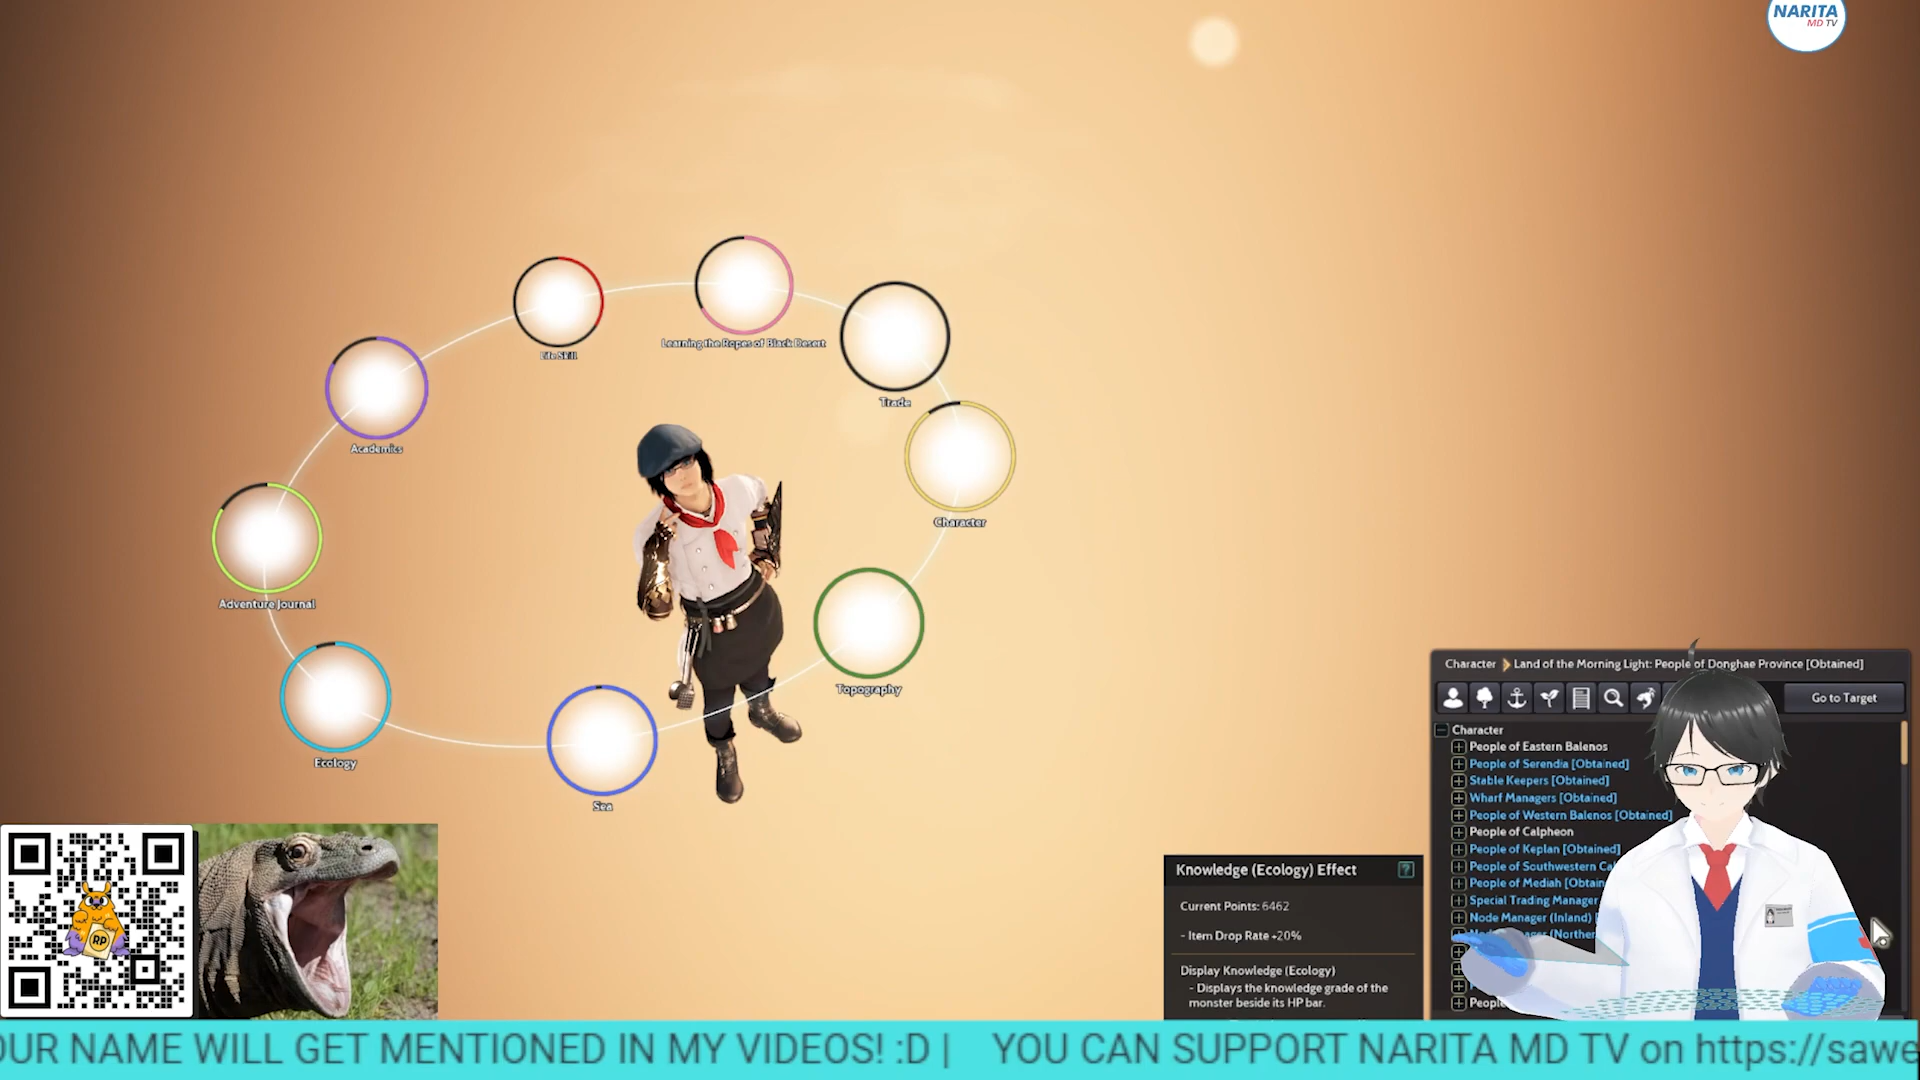 NARITA
MD TV
Life Skill
Learning the Ropes of Black Desert
Trade
Academics
Character
Adventure Journal
Topography
Ecology
Sea
Character
Land of the Morning Light: People of Donghae Province [Obtained]
Go to Target
Character
People of Eastern Balenos
People of Serendia [Obtained]
Stable Keepers [Obtained]
Wharf Managers [Obtained]
People of Western Balenos [Obtained]
People of Calpheon
People of Keplan [Obtained]
People of Southwestern
People of Mediah
Special Trading Manager
Node Manager (Inland)
Knowledge (Ecology) Effect
?
Current Points: 6462
- Item Drop Rate +20%
Display Knowledge (Ecology)
- Displays the knowledge grade of the
monster beside its HP bar.
RP
NAME WILL GET MENTIONED IN MY VIDEOS! :D | YOU CAN SUPPORT NARITA MD TV on